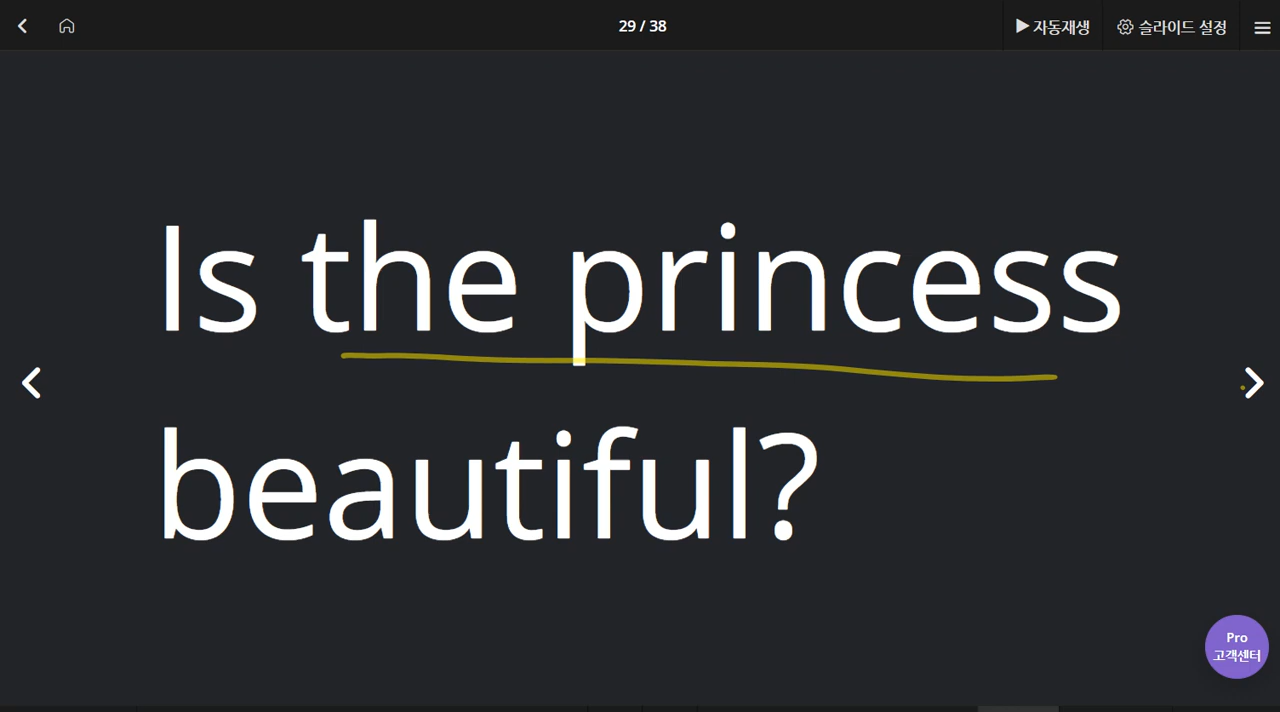 29 / 38
▶ 자동재생
슬라이드 설정
Is the princess
beautiful?
Pro
고객센터